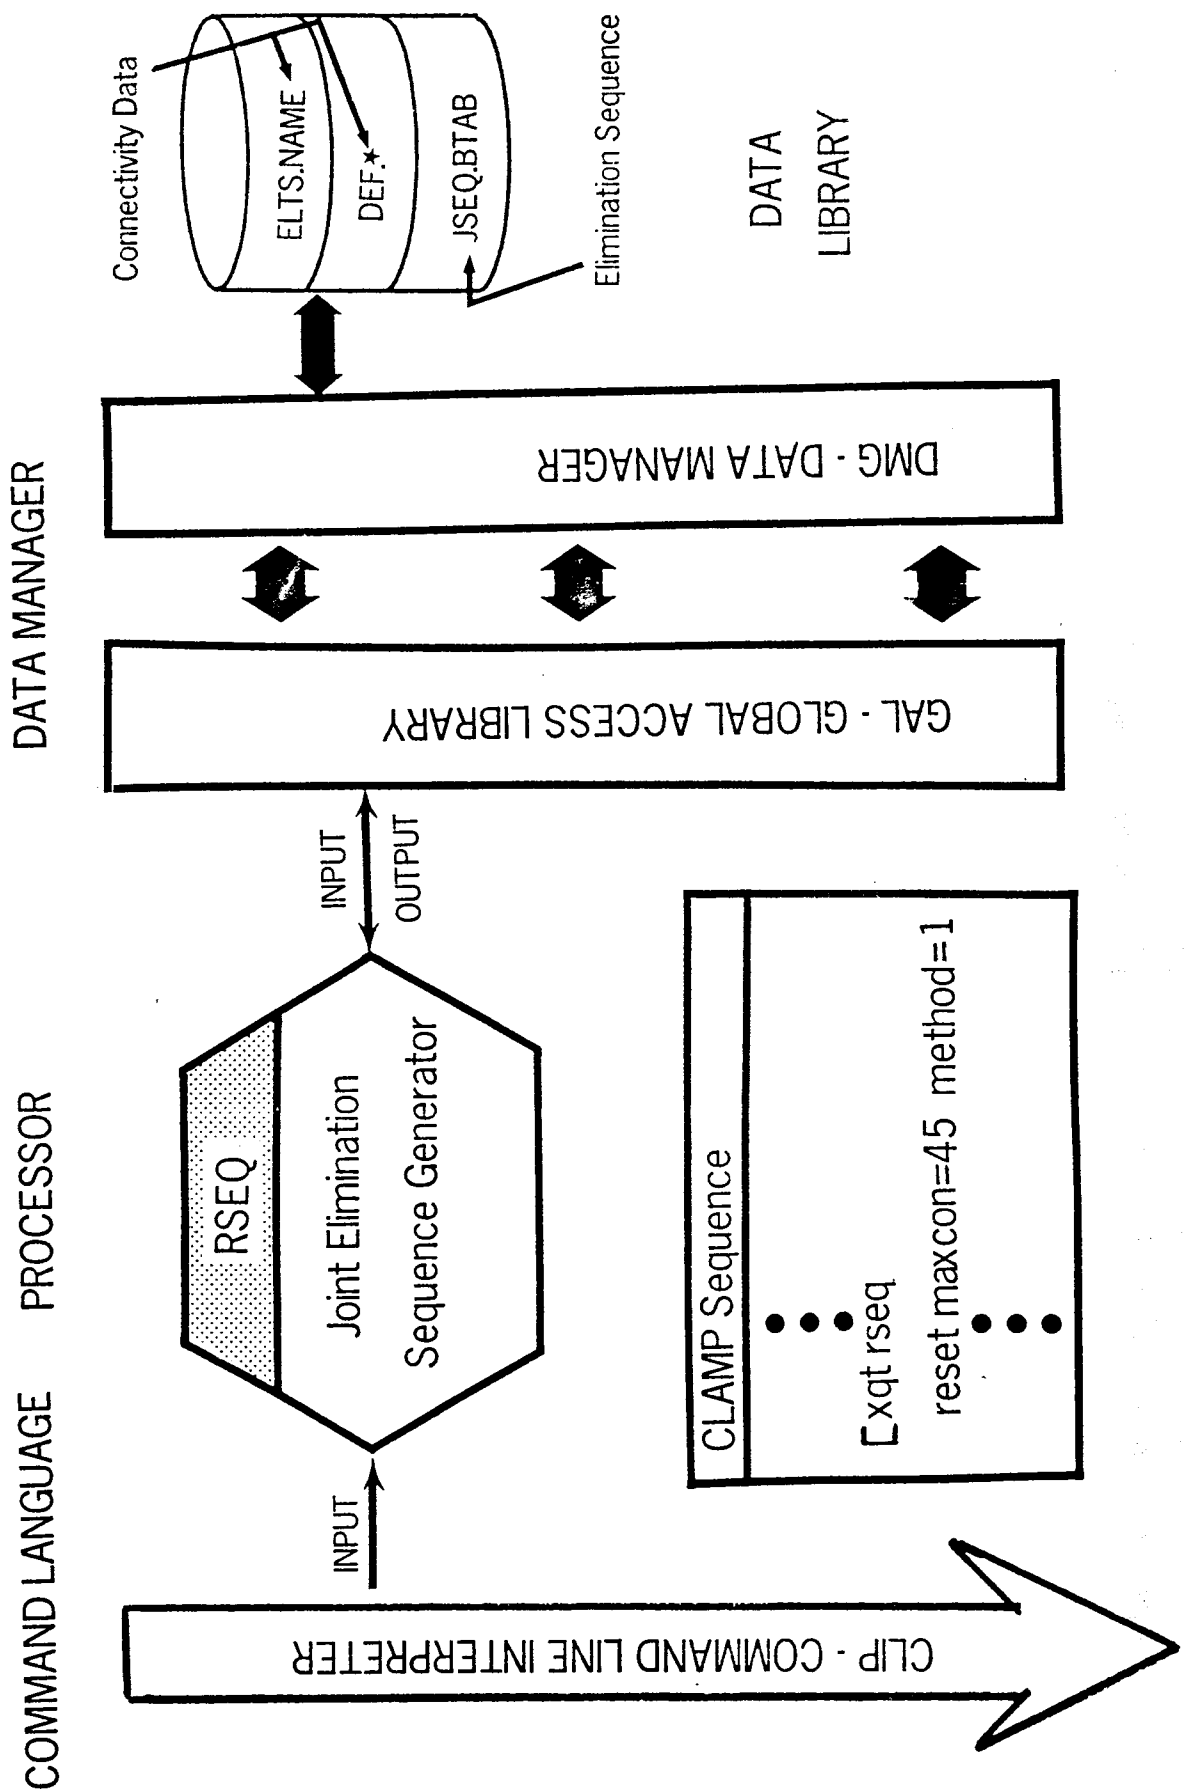 COMMAND LANGUAGE PROCESSOR DATA MANAGER
CLIP - COMMAND LINE INTERPRETER
INPUT
RSEQ
Joint Elimination
Sequence Generator
INPUT
OUTPUT
CLAMP Sequence
[xqt rseq
reset maxcon=45 method=1
GAL - GLOBAL ACCESS LIBRARY
DMG - DATA MANAGER
Connectivity Data
ELTS.NAME
DEF.★
JSEQ.BTAB
Elimination Sequence
DATA
LIBRARY